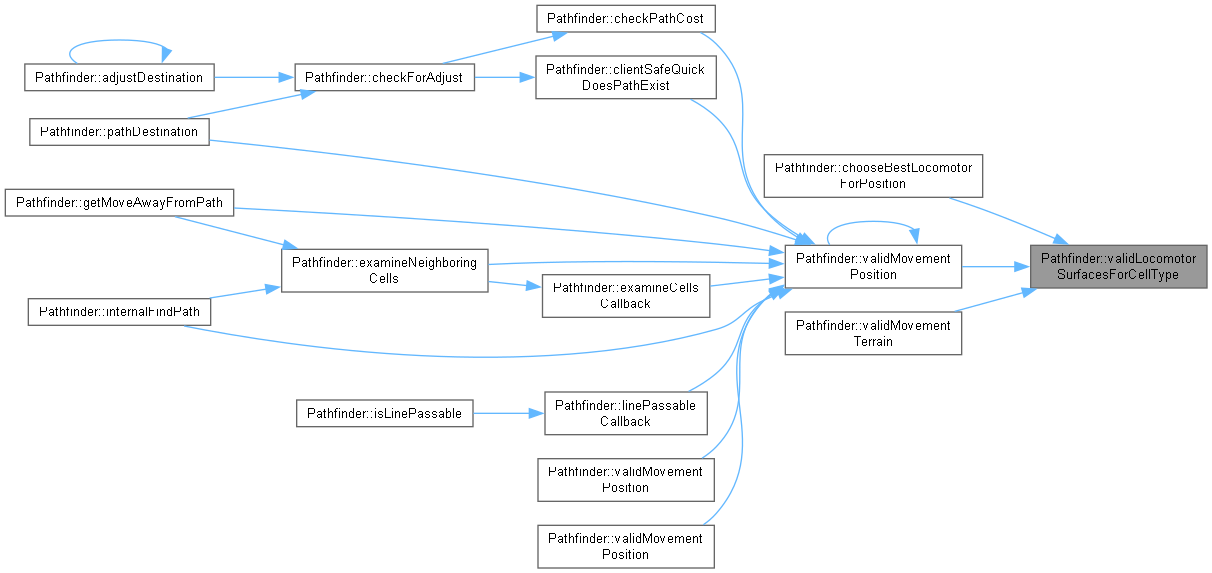 Pathfinder::checkPathCost
Pathfinder::clientSafeQuick
DoesPathExist
Pathfinder::adjustDestination
Pathfinder::checkForAdjust
Pathfinder::pathDestination
Pathfinder::chooseBestLocomotor
ForPosition
Pathfinder::getMoveAwayFromPath
Pathfinder::examineNeighboring
Cells
Pathfinder::validMovement
Position
Pathfinder::validLocomotor
SurfacesForCellType
Pathfinder::examineCells
Callback
Pathfinder::internalFindPath
Pathfinder::validMovement
Terrain
Pathfinder::isLinePassable
Pathfinder::linePassable
Callback
Pathfinder::validMovement
Position
Pathfinder::validMovement
Position